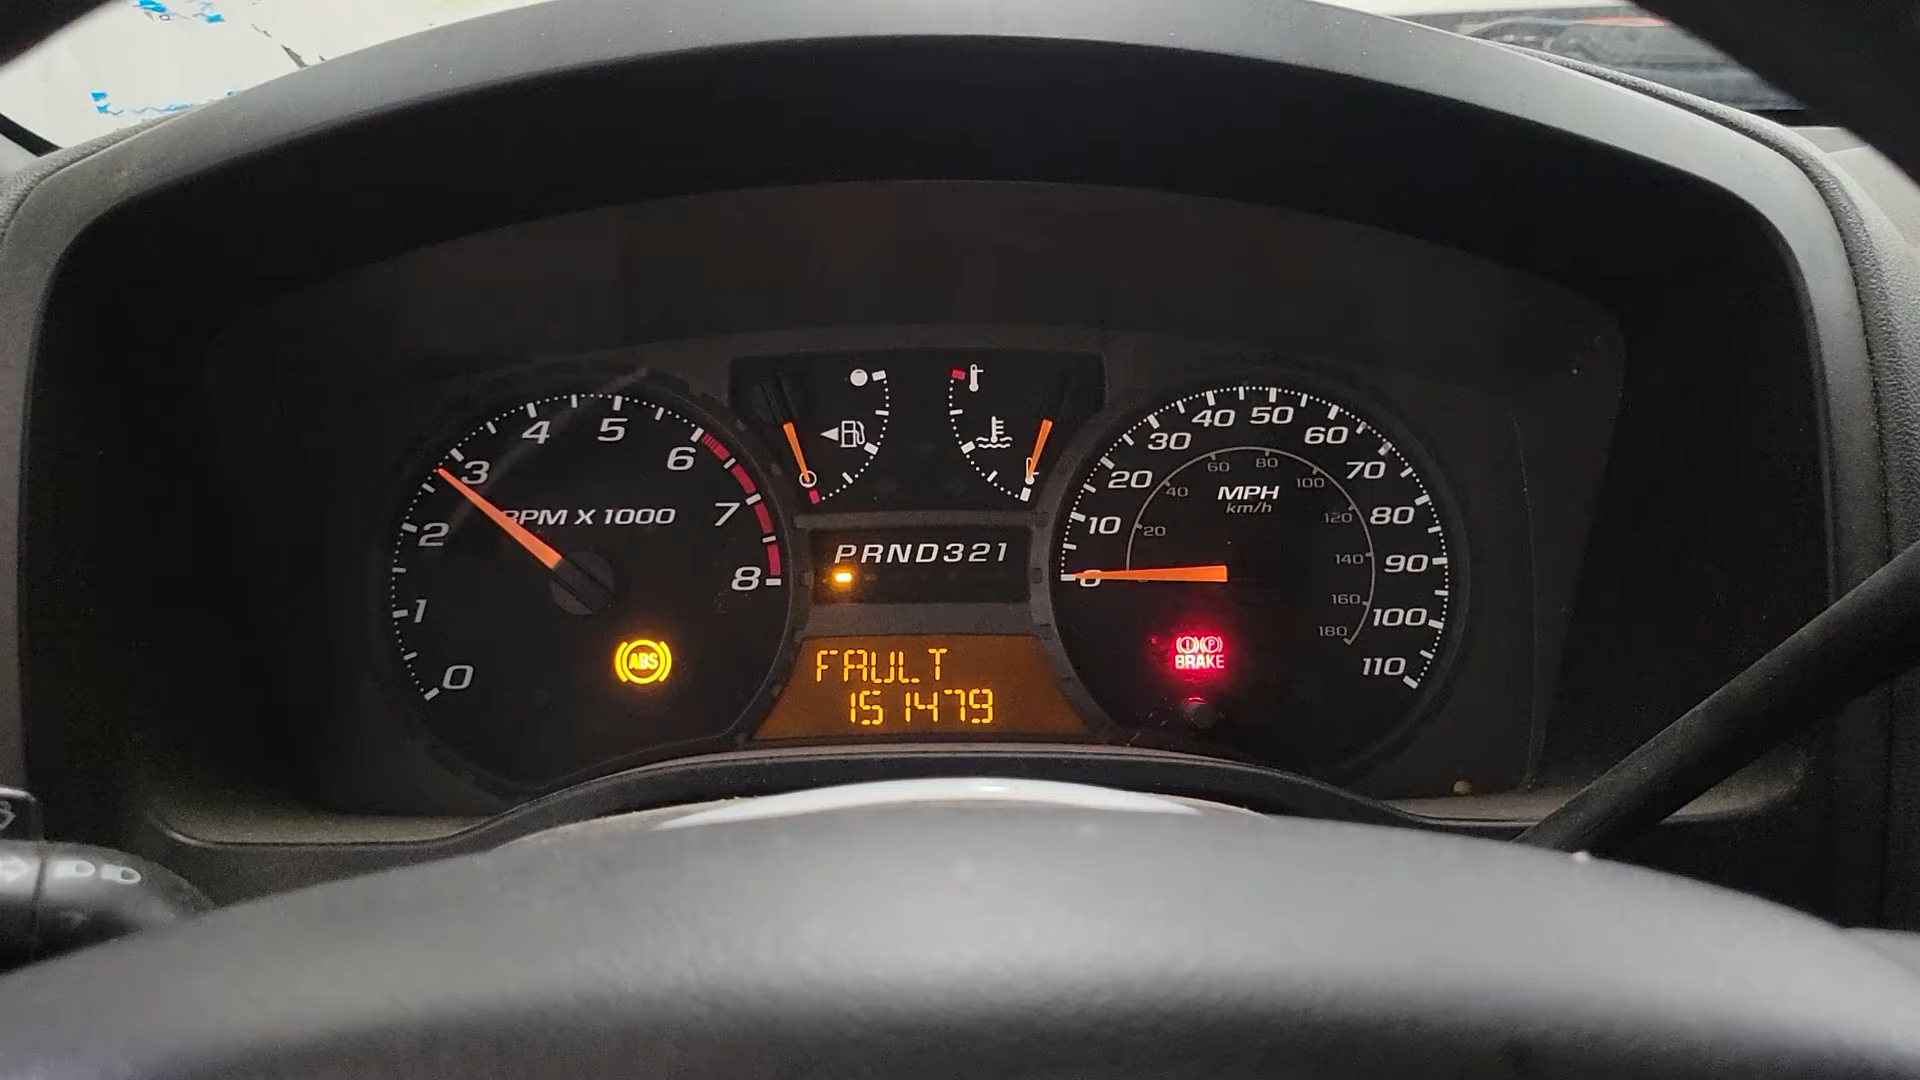 0 1 2 3 4 5 6 7 8
RPM X 1000
ABS
PRND321
FAULT
151479
0 10 20 30 40 50 60 70 80 90 100 110
20 40 60 80 100 120 140 160 180
MPH
km/h
(!) (P)
BRAKE